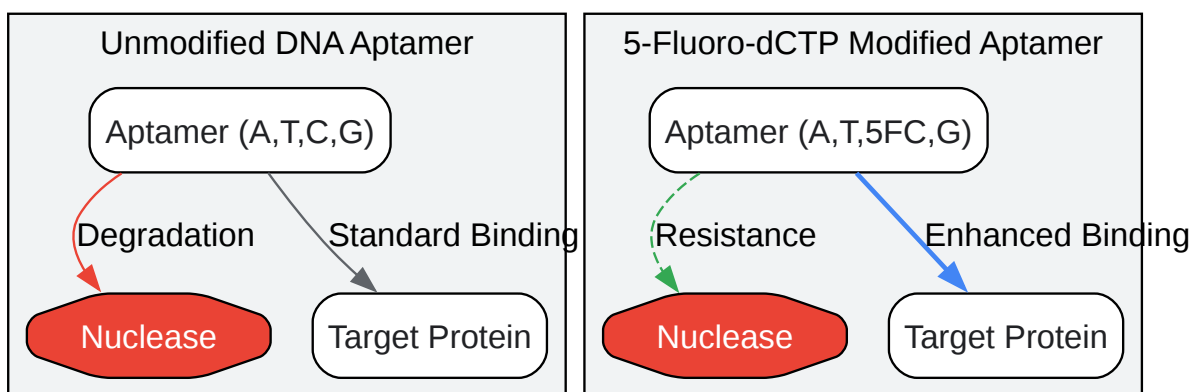 Unmodified DNA Aptamer
Aptamer (A,T,C,G)
Degradation
Standard Binding
Nuclease
Target Protein
5-Fluoro-dCTP Modified Aptamer
Aptamer (A,T,5FC,G)
Resistance
Enhanced Binding
Nuclease
Target Protein